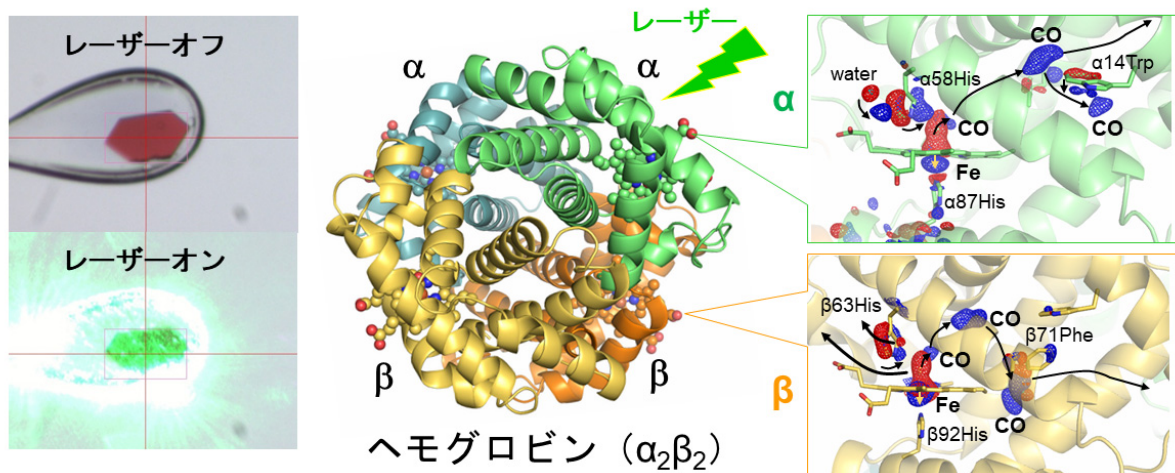 レーザーオフ
レーザーオン
レーザー
α
α
β
β
ヘモグロビン（α₂β₂）
α
water
α58His
CO
CO
α14Trp
CO
Fe
α87His
β
β63His
CO
CO
β71Phe
Fe
CO
β92His